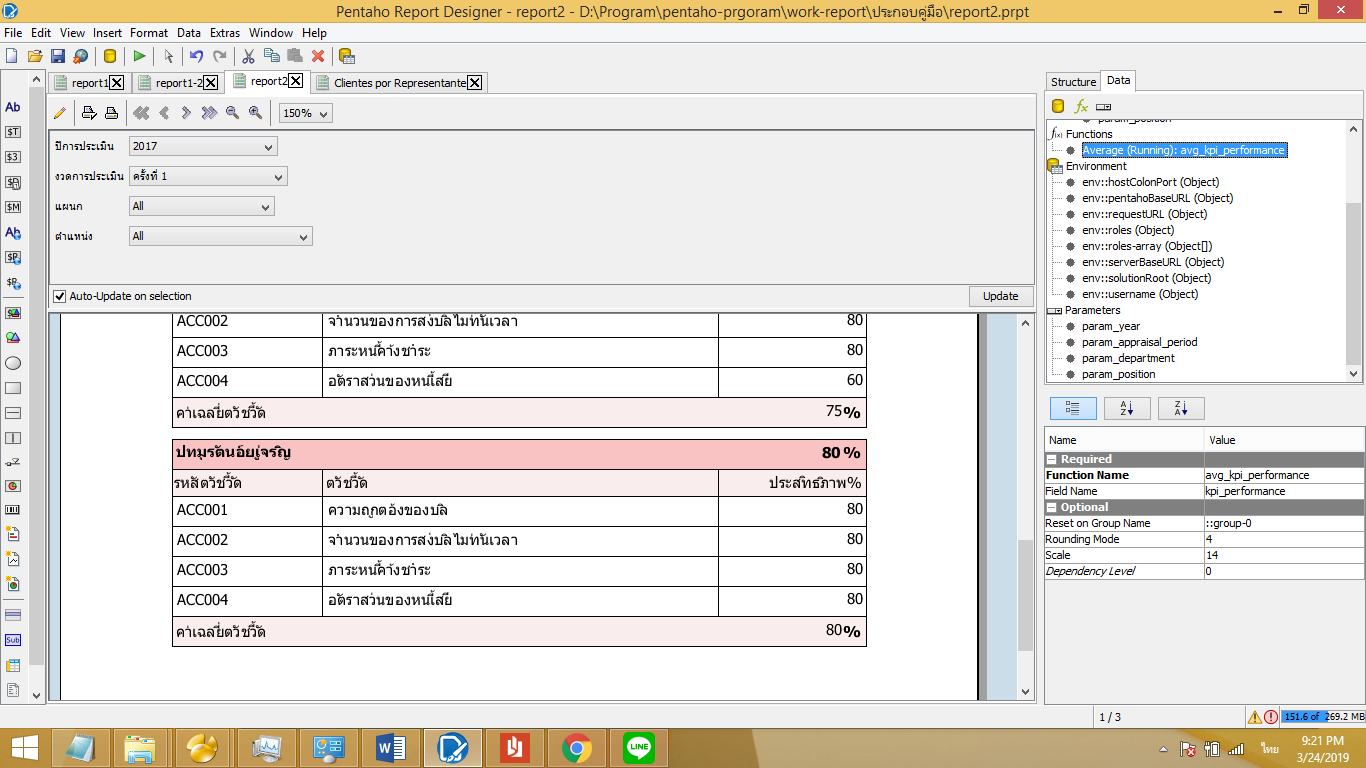 Pentaho Report Designer - report2 - D:\Program\pentaho-prgoram\work-report\ประกอบคู่มือ\report2.prpt
File Edit View Insert Format Data Extras Window Help
report1 report1-2 report2 Clientes por Representante
150%
ปีการประเมิน 2017
งวดการประเมิน ครั้งที่ 1
แผนก All
ตำแหน่ง All
Auto-Update on selection Update
ACC002 จำนวนของการส่งบิลไม่ทันเวลา 80
ACC003 ภาระหนี้ค้างชำระ 80
ACC004 อัตราส่วนของหนี้เสีย 60
ค่าเฉลี่ยตัวชี้วัด 75%
ปทุมรัตน์อยู่เจริญ 80 %
รหัสตัวชี้วัด ตัวชี้วัด ประสิทธิ์ภาพ%
ACC001 ความถูกต้องของบิล 80
ACC002 จำนวนของการส่งบิลไม่ทันเวลา 80
ACC003 ภาระหนี้ค้างชำระ 80
ACC004 อัตราส่วนของหนี้เสีย 80
ค่าเฉลี่ยตัวชี้วัด 80%
Structure Data
param_position
Functions
Average (Running): avg_kpi_performance
Environment
env::hostColonPort (Object)
env::pentahoBaseURL (Object)
env::requestURL (Object)
env::roles (Object)
env::roles-array (Object[])
env::serverBaseURL (Object)
env::solutionRoot (Object)
env::username (Object)
Parameters
param_year
param_appraisal_period
param_department
param_position
Name Value
Required
Function Name avg_kpi_performance
Field Name kpi_performance
Optional
Reset on Group Name ::group-0
Rounding Mode 4
Scale 14
Dependency Level 0
1 / 3
151.6 of 269.2 MB
ไทย
9:21 PM
3/24/2019